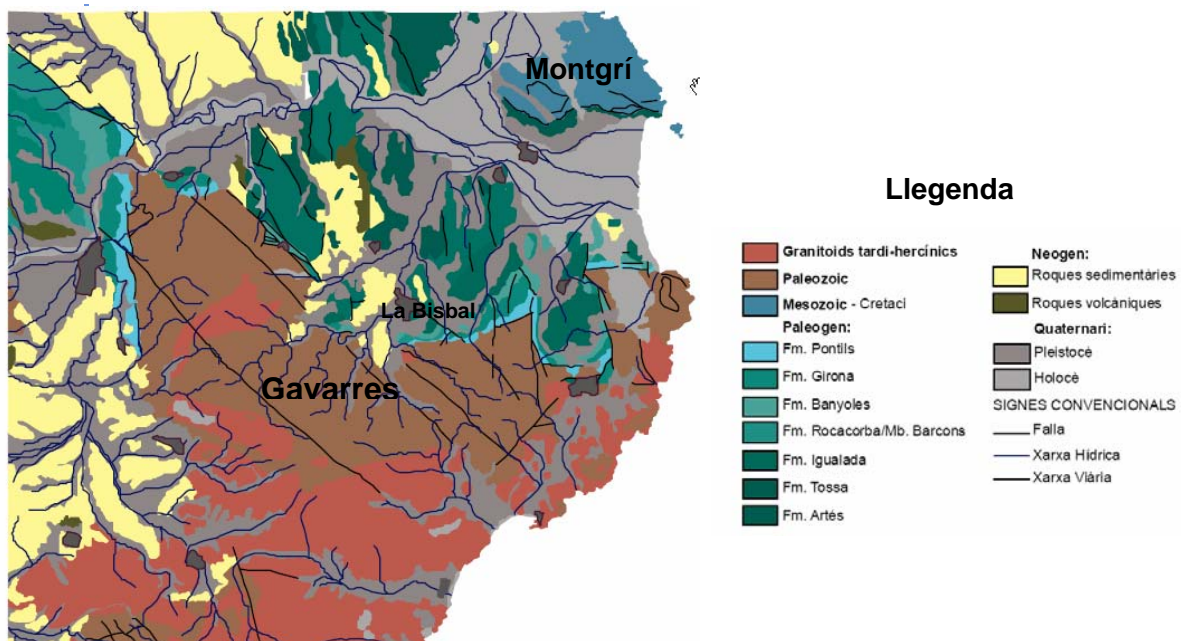 Montgrí
La Bisbal
Gavarres
Llegenda
Granitoids tardi-hercínics
Paleozoic
Mesozoic - Cretaci
Paleogen:
Fm. Pontils
Fm. Girona
Fm. Banyoles
Fm. Rocacorba/Mb. Barcons
Fm. Igualada
Fm. Tossa
Fm. Artés
Neogen:
Roques sedimentáries
Roques volcàniques
Quaternari:
Pleistocè
Holocè
SIGNES CONVENCIONALS
Falla
Xarxa Hídrica
Xarxa Viária